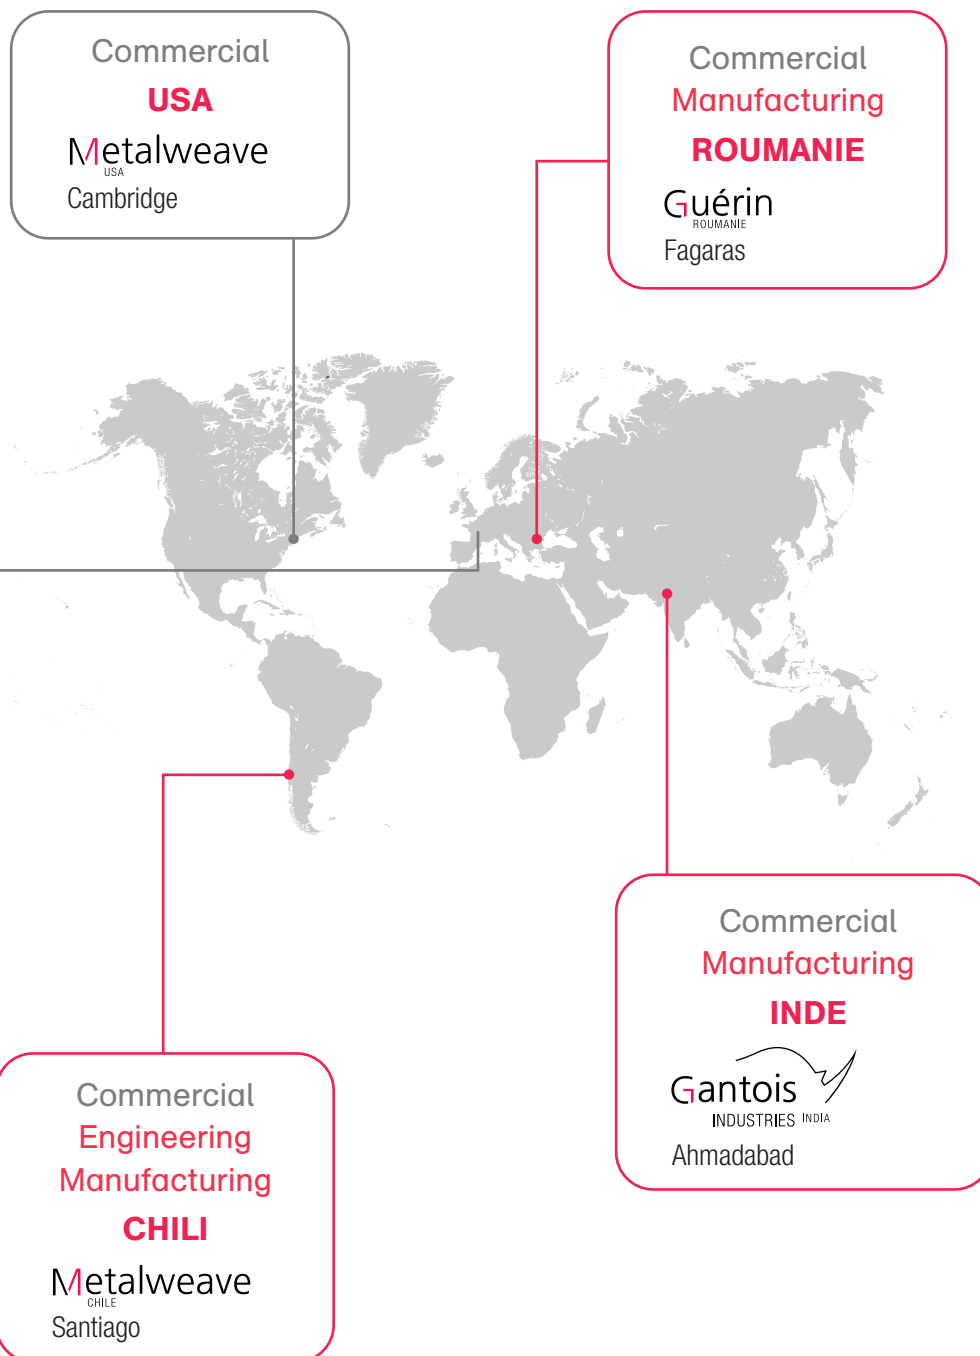 Commercial
USA
Metalweave
USA
Cambridge
Commercial
Manufacturing
ROUMANIE
Guérin
ROUMANIE
Fagaras
Commercial
Manufacturing
INDE
Gantois
INDUSTRIES INDIA
Ahmadabad
Commercial
Engineering
Manufacturing
CHILI
Metalweave
CHILE
Santiago